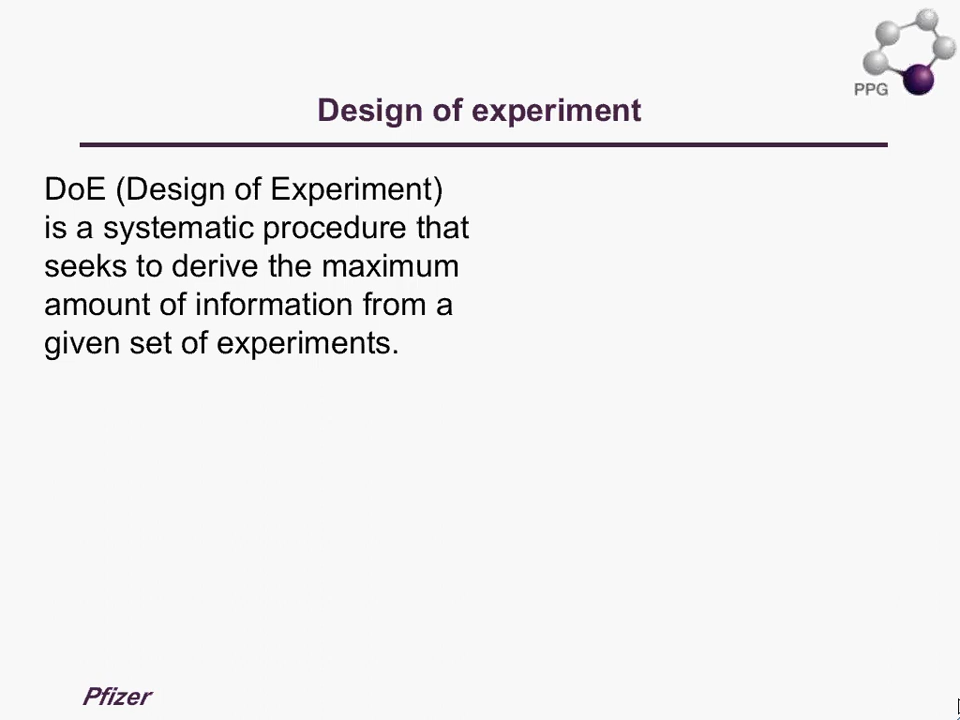 PPG
Design of experiment
DoE (Design of Experiment)
is a systematic procedure that
seeks to derive the maximum
amount of information from a
given set of experiments.
Pfizer